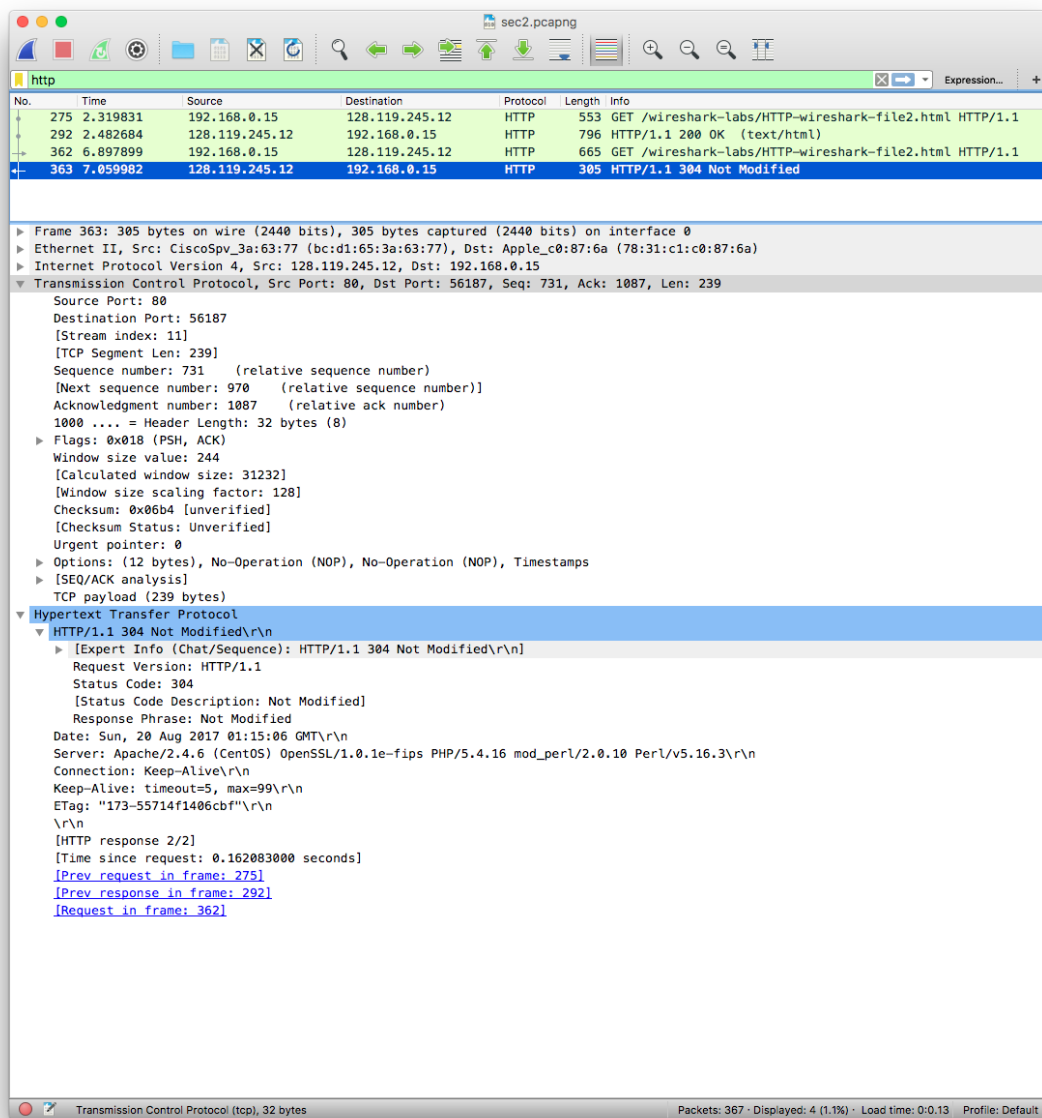 sec2.pcapng
http Expression... +
No. Time Source Destination Protocol Length Info
275 2.319831 192.168.0.15 128.119.245.12 HTTP 553 GET /wireshark-labs/HTTP-wireshark-file2.html HTTP/1.1
292 2.482684 128.119.245.12 192.168.0.15 HTTP 796 HTTP/1.1 200 OK (text/html)
362 6.897899 192.168.0.15 128.119.245.12 HTTP 665 GET /wireshark-labs/HTTP-wireshark-file2.html HTTP/1.1
363 7.059982 128.119.245.12 192.168.0.15 HTTP 305 HTTP/1.1 304 Not Modified
Frame 363: 305 bytes on wire (2440 bits), 305 bytes captured (2440 bits) on interface 0
Ethernet II, Src: CiscoSpv_3a:63:77 (bc:d1:65:3a:63:77), Dst: Apple_c0:87:6a (78:31:c1:c0:87:6a)
Internet Protocol Version 4, Src: 128.119.245.12, Dst: 192.168.0.15
Transmission Control Protocol, Src Port: 80, Dst Port: 56187, Seq: 731, Ack: 1087, Len: 239
Source Port: 80
Destination Port: 56187
[Stream index: 11]
[TCP Segment Len: 239]
Sequence number: 731 (relative sequence number)
[Next sequence number: 970 (relative sequence number)]
Acknowledgment number: 1087 (relative ack number)
1000 .... = Header Length: 32 bytes (8)
Flags: 0x018 (PSH, ACK)
Window size value: 244
[Calculated window size: 31232]
[Window size scaling factor: 128]
Checksum: 0x06b4 [unverified]
[Checksum Status: Unverified]
Urgent pointer: 0
Options: (12 bytes), No-Operation (NOP), No-Operation (NOP), Timestamps
[SEQ/ACK analysis]
TCP payload (239 bytes)
Hypertext Transfer Protocol
HTTP/1.1 304 Not Modified\r\n
[Expert Info (Chat/Sequence): HTTP/1.1 304 Not Modified\r\n]
Request Version: HTTP/1.1
Status Code: 304
[Status Code Description: Not Modified]
Response Phrase: Not Modified
Date: Sun, 20 Aug 2017 01:15:06 GMT\r\n
Server: Apache/2.4.6 (CentOS) OpenSSL/1.0.1e-fips PHP/5.4.16 mod_perl/2.0.10 Perl/v5.16.3\r\n
Connection: Keep-Alive\r\n
Keep-Alive: timeout=5, max=99\r\n
ETag: "173-55714f1406cbf"\r\n
\r\n
[HTTP response 2/2]
[Time since request: 0.162083000 seconds]
[Prev request in frame: 275]
[Prev response in frame: 292]
[Request in frame: 362]
Transmission Control Protocol (tcp), 32 bytes Packets: 367 · Displayed: 4 (1.1%) · Load time: 0:0.13 Profile: Default